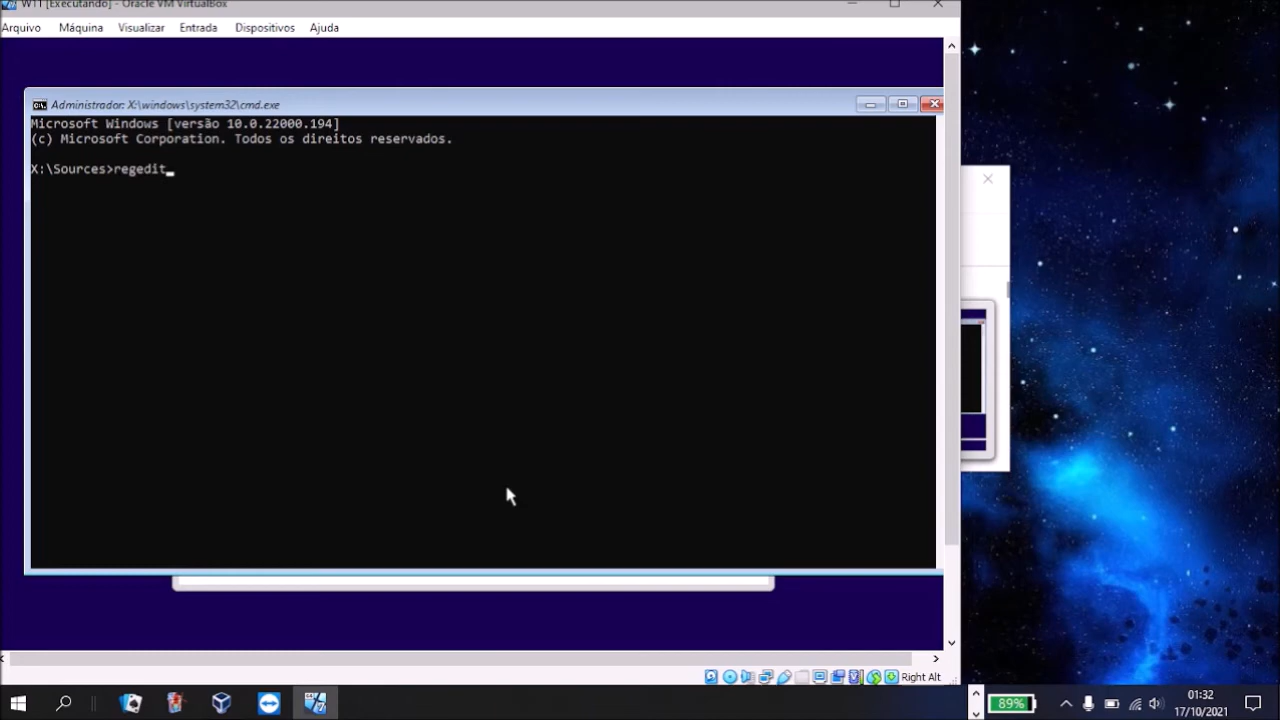 W11 [Executando] - Oracle VM VirtualBox
Arquivo Máquina Visualizar Entrada Dispositivos Ajuda
Administrador: X:\windows\system32\cmd.exe
Microsoft Windows [versão 10.0.22000.194]
(c) Microsoft Corporation. Todos os direitos reservados.
X:\Sources>regedit_
Right Alt
89%
01:32
17/10/2021